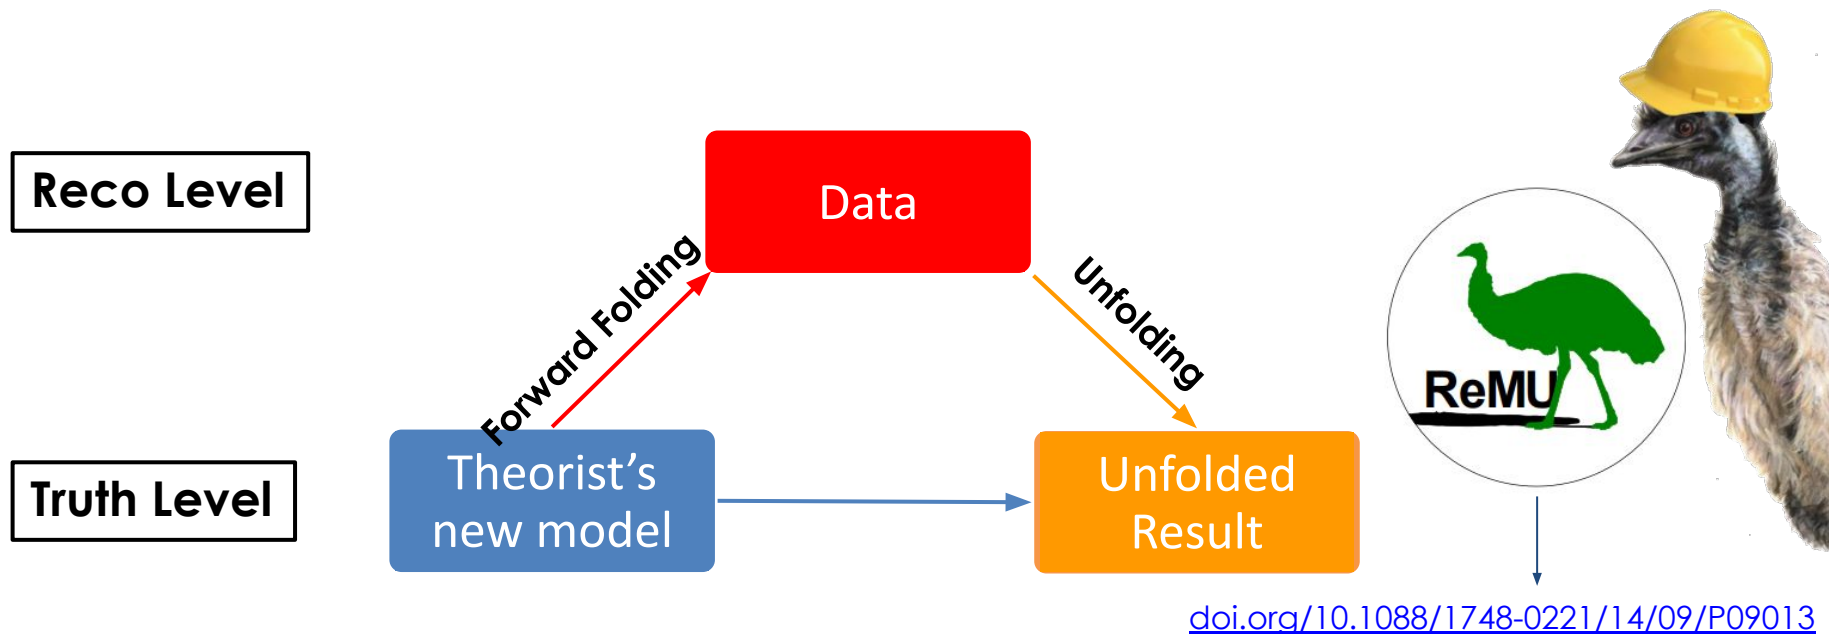 Reco Level
Data
Forward Folding
Unfolding
ReMU
Truth Level
Theorist’s
new model
Unfolded
Result
doi.org/10.1088/1748-0221/14/09/P09013